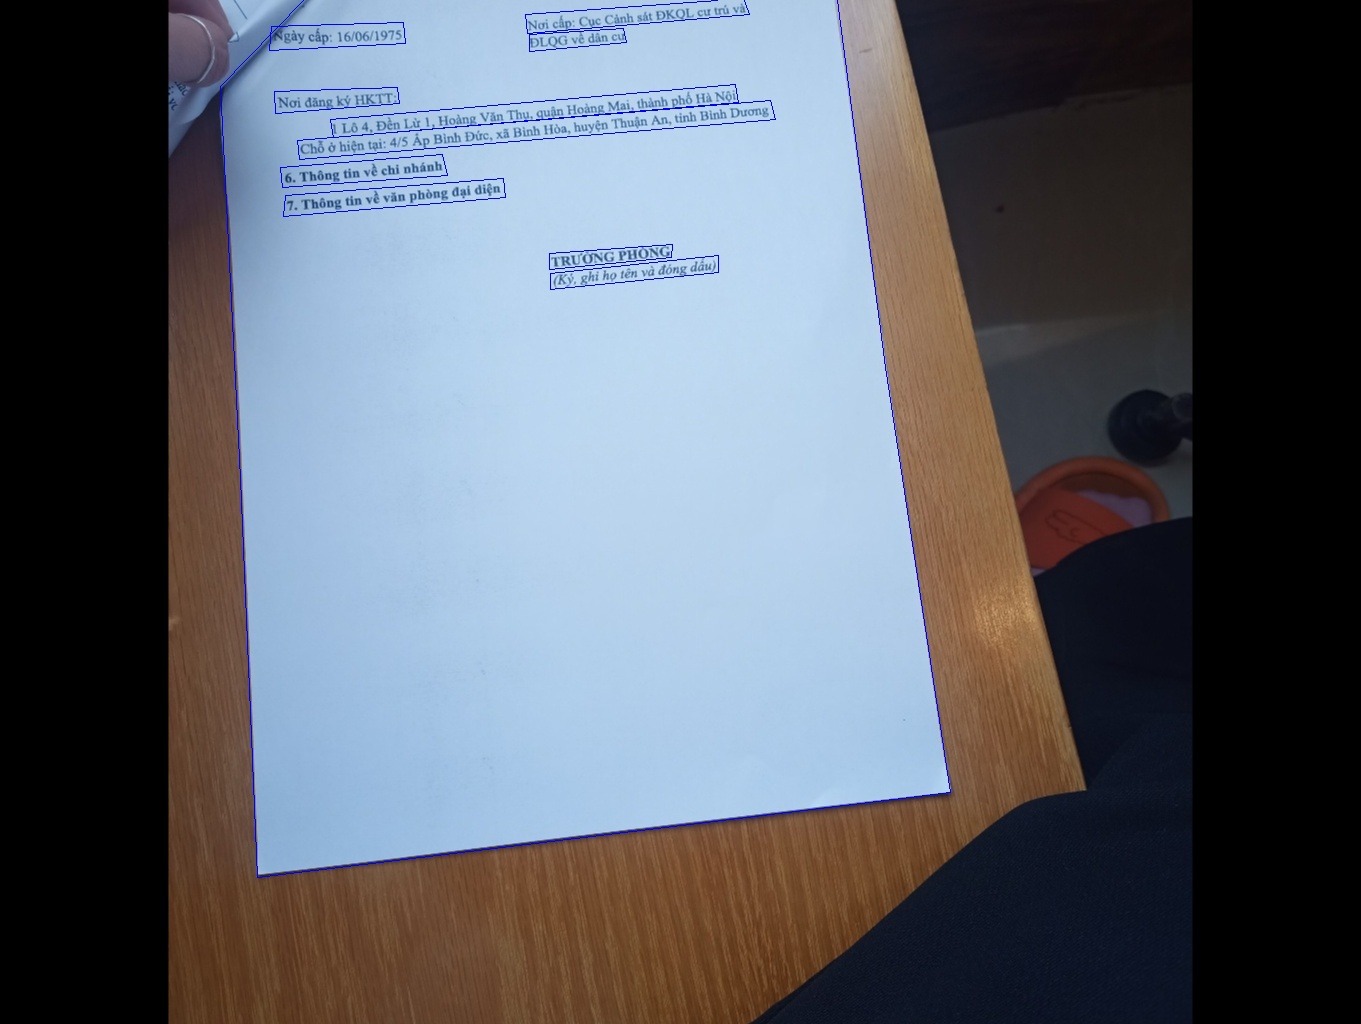 Ngày cấp: 16/06/1975
Nơi cấp: Cục Cảnh sát ĐKQL cư trú và
ĐLQG về dân cư
Nơi đăng ký HKTT:
1 Lô 4, Đền Lừ 1, Hoàng Văn Thụ, quận Hoàng Mai, thành phố Hà Nội
Chỗ ở hiện tại: 4/5 Ấp Bình Đức, xã Bình Hòa, huyện Thuận An, tỉnh Bình Dương
6. Thông tin về chi nhánh
7. Thông tin về văn phòng đại diện
TRƯỞNG PHÒNG
(Ký, ghi họ tên và đóng dấu)